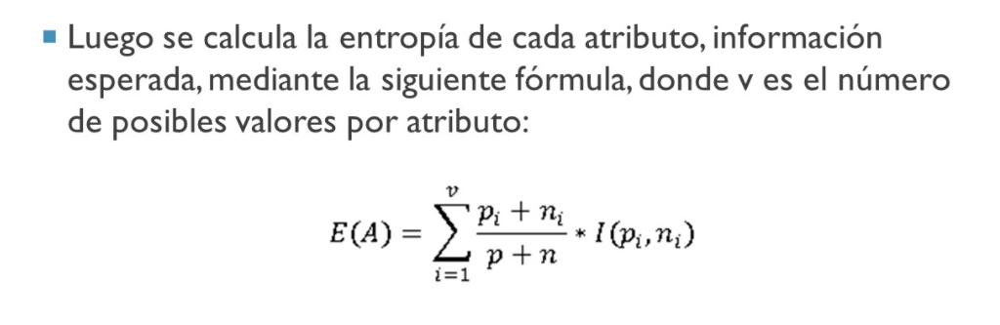 ▪ Luego se calcula la entropía de cada atributo, información
esperada, mediante la siguiente fórmula, donde v es el número
de posibles valores por atributo:
E(A) = \sum_{i=1}^{v} \frac{p_i + n_i}{p + n} * I(p_i, n_i)